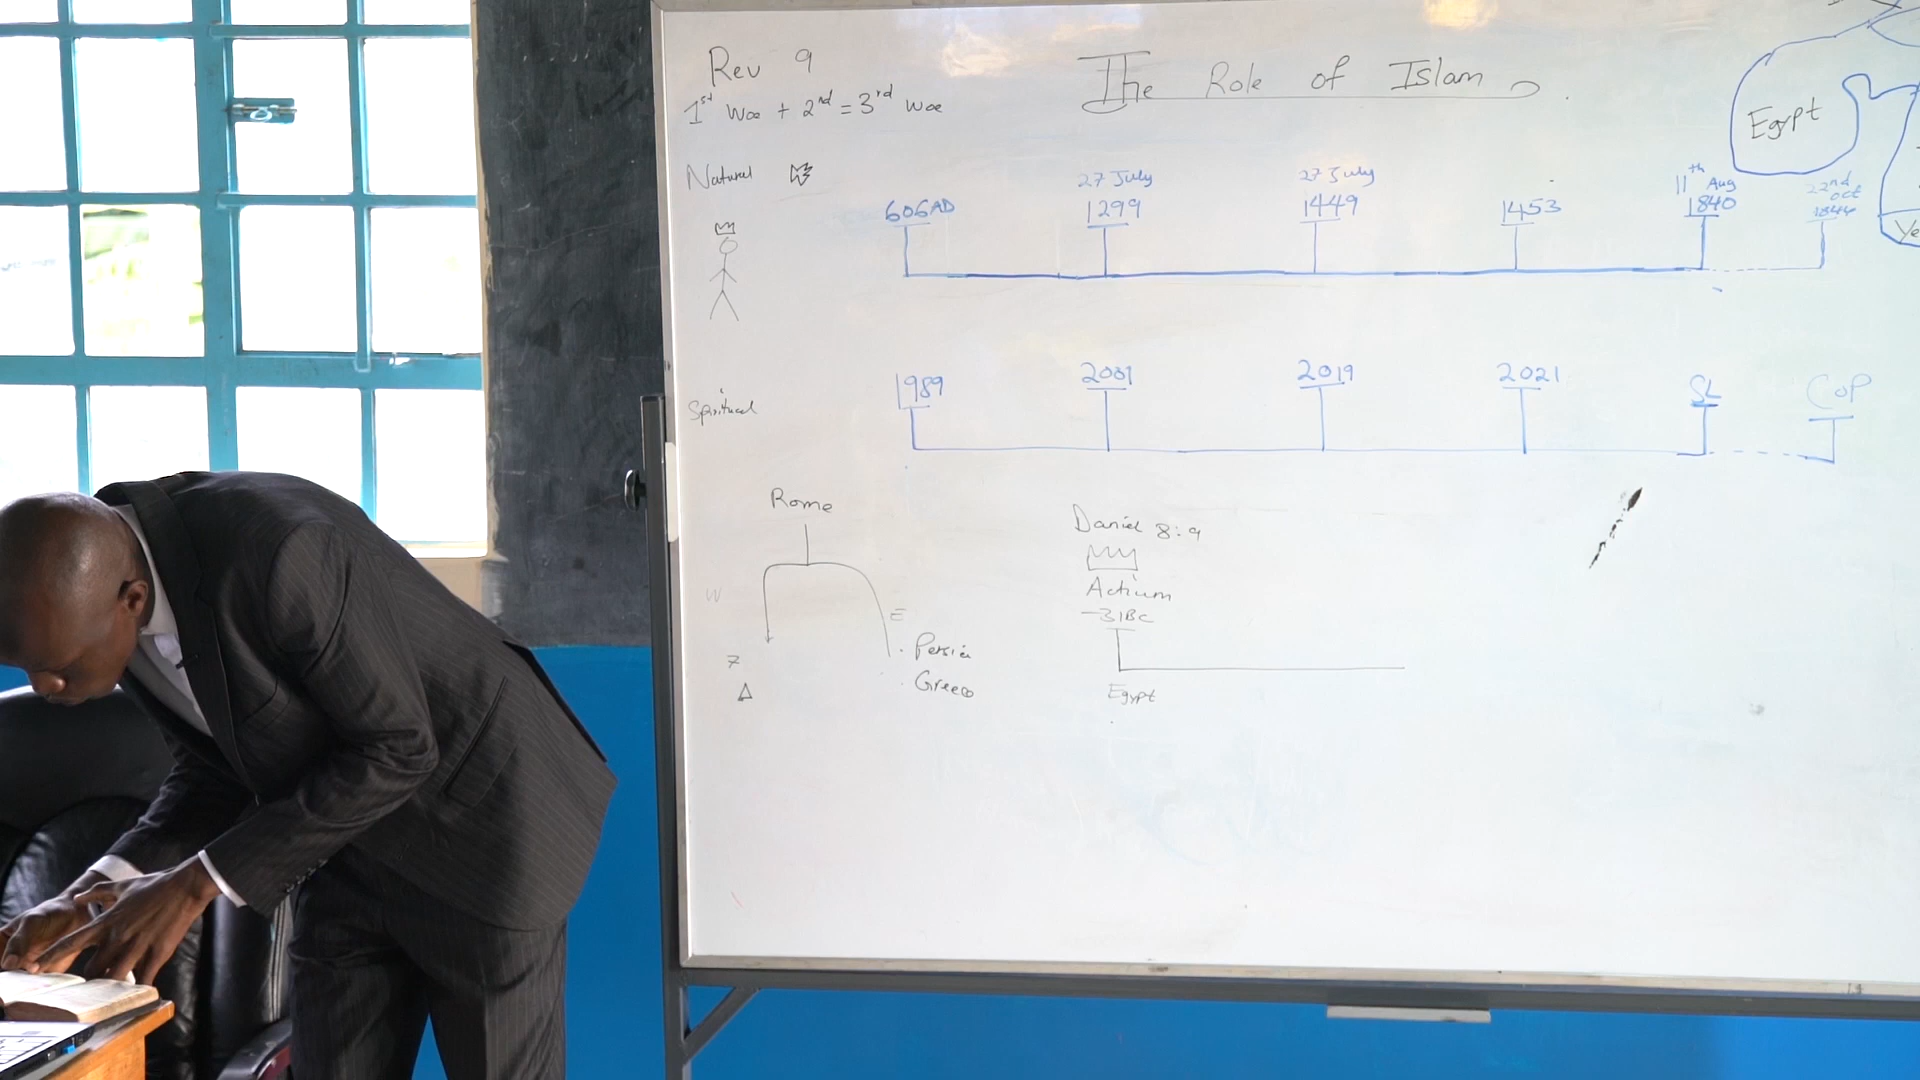 Rev 9
The Role of Islam
1st woe + 2nd = 3rd woe
Egypt
Natural
606AD
27 July
1299
27 July
1449
1453
11th Aug
1840
22nd
oct
1844
Ye
Spiritual
1989
2001
2019
2021
SL
CoP
Rome
W
E
Persia
Greece
7
Δ
Daniel 8:9
Actium
-31BC
Egypt